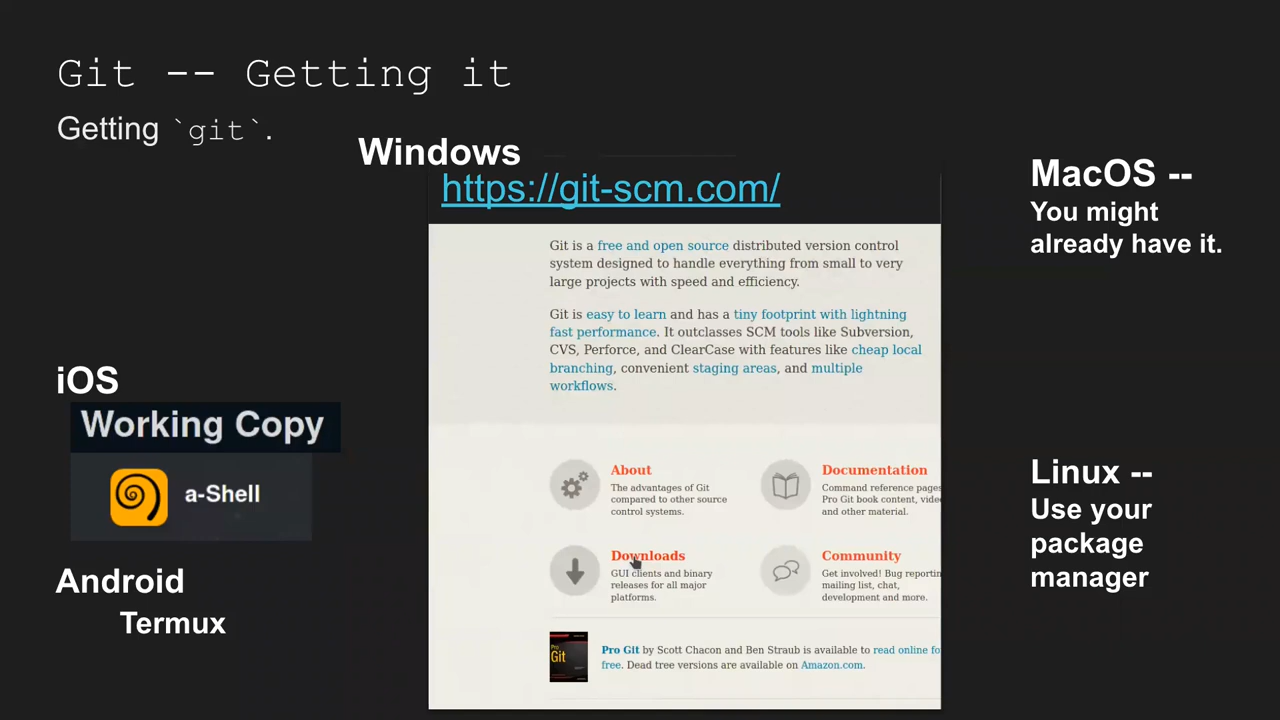 Git -- Getting it
Getting `git`.
Windows
https://git-scm.com/
Git is a free and open source distributed version control
system designed to handle everything from small to very
large projects with speed and efficiency.
Git is easy to learn and has a tiny footprint with lightning
fast performance. It outclasses SCM tools like Subversion,
CVS, Perforce, and ClearCase with features like cheap local
branching, convenient staging areas, and multiple
workflows.
About
The advantages of Git
compared to other source
control systems.
Documentation
Command reference pages
Pro Git book content, vide
and other material.
Downloads
GUI clients and binary
releases for all major
platforms.
Community
Get involved! Bug reportin
mailing list, chat,
development and more.
Pro
Git
Pro Git by Scott Chacon and Ben Straub is available to read online fo
free. Dead tree versions are available on Amazon.com.
iOS
Working Copy
a-Shell
Android
Termux
MacOS --
You might
already have it.
Linux --
Use your
package
manager